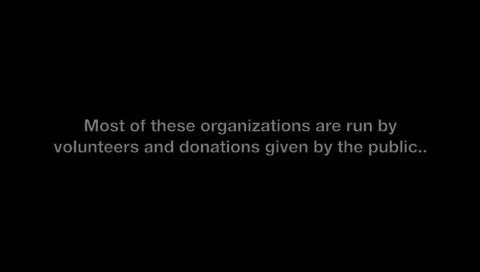 Most of these organizations are run by
volunteers and donations given by the public..